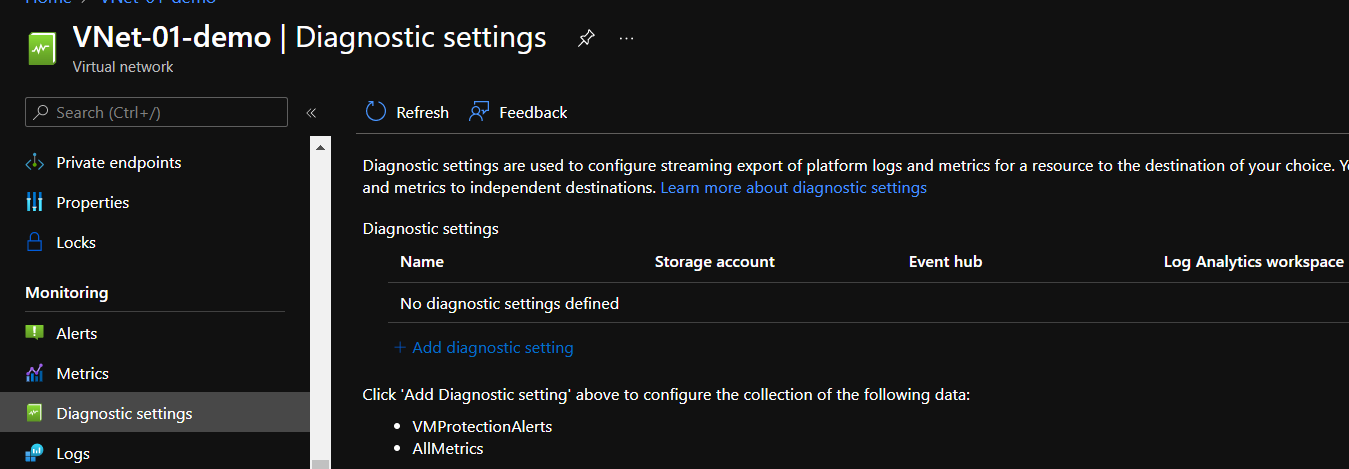 Home > VNet-01-demo
VNet-01-demo | Diagnostic settings
Virtual network
Search (Ctrl+/)
Private endpoints
Properties
Locks
Monitoring
Alerts
Metrics
Diagnostic settings
Logs
Refresh Feedback
Diagnostic settings are used to configure streaming export of platform logs and metrics for a resource to the destination of your choice.
and metrics to independent destinations. Learn more about diagnostic settings
Diagnostic settings
Name Storage account Event hub Log Analytics workspace
No diagnostic settings defined
+ Add diagnostic setting
Click 'Add Diagnostic setting' above to configure the collection of the following data:
• VMProtectionAlerts
• AllMetrics